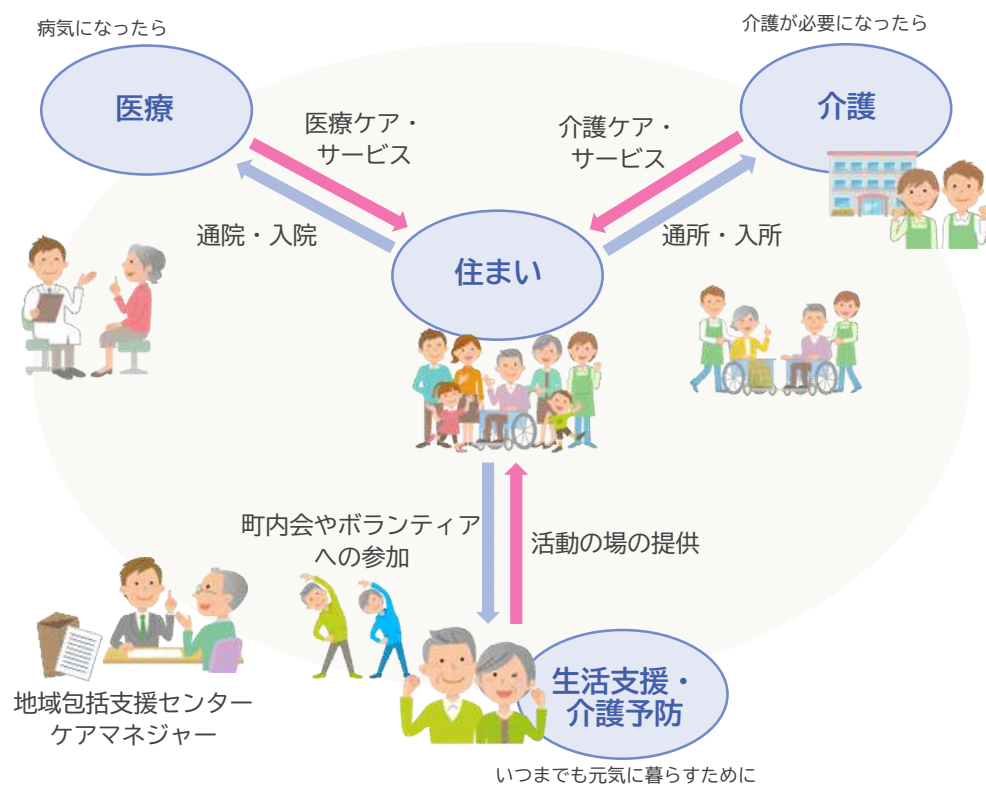 病気になったら
介護が必要になったら
医療
介護
医療ケア・
サービス
介護ケア・
サービス
通院・入院
通所・入所
住まい
町内会やボランティア
への参加
活動の場の提供
地域包括支援センター
ケアマネジャー
生活支援・
介護予防
いつまでも元気に暮らすために